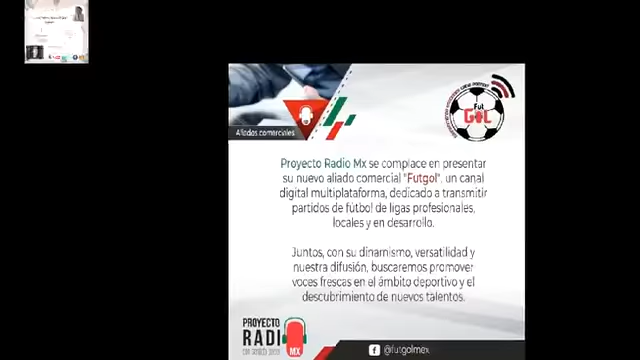 Aliados comerciales
Fut
GOL
Proyecto Radio Mx se complace en presentar
su nuevo aliado comercial "Futgol", un canal
digital multiplataforma, dedicado a transmitir
partidos de fútbol de ligas profesionales,
locales y en desarrollo.
Juntos, con su dinamismo, versatilidad y
nuestra difusión, buscaremos promover
voces frescas en el ámbito deportivo y el
descubrimiento de nuevos talentos.
PROYECTO
RADI
MX
@futgolmex